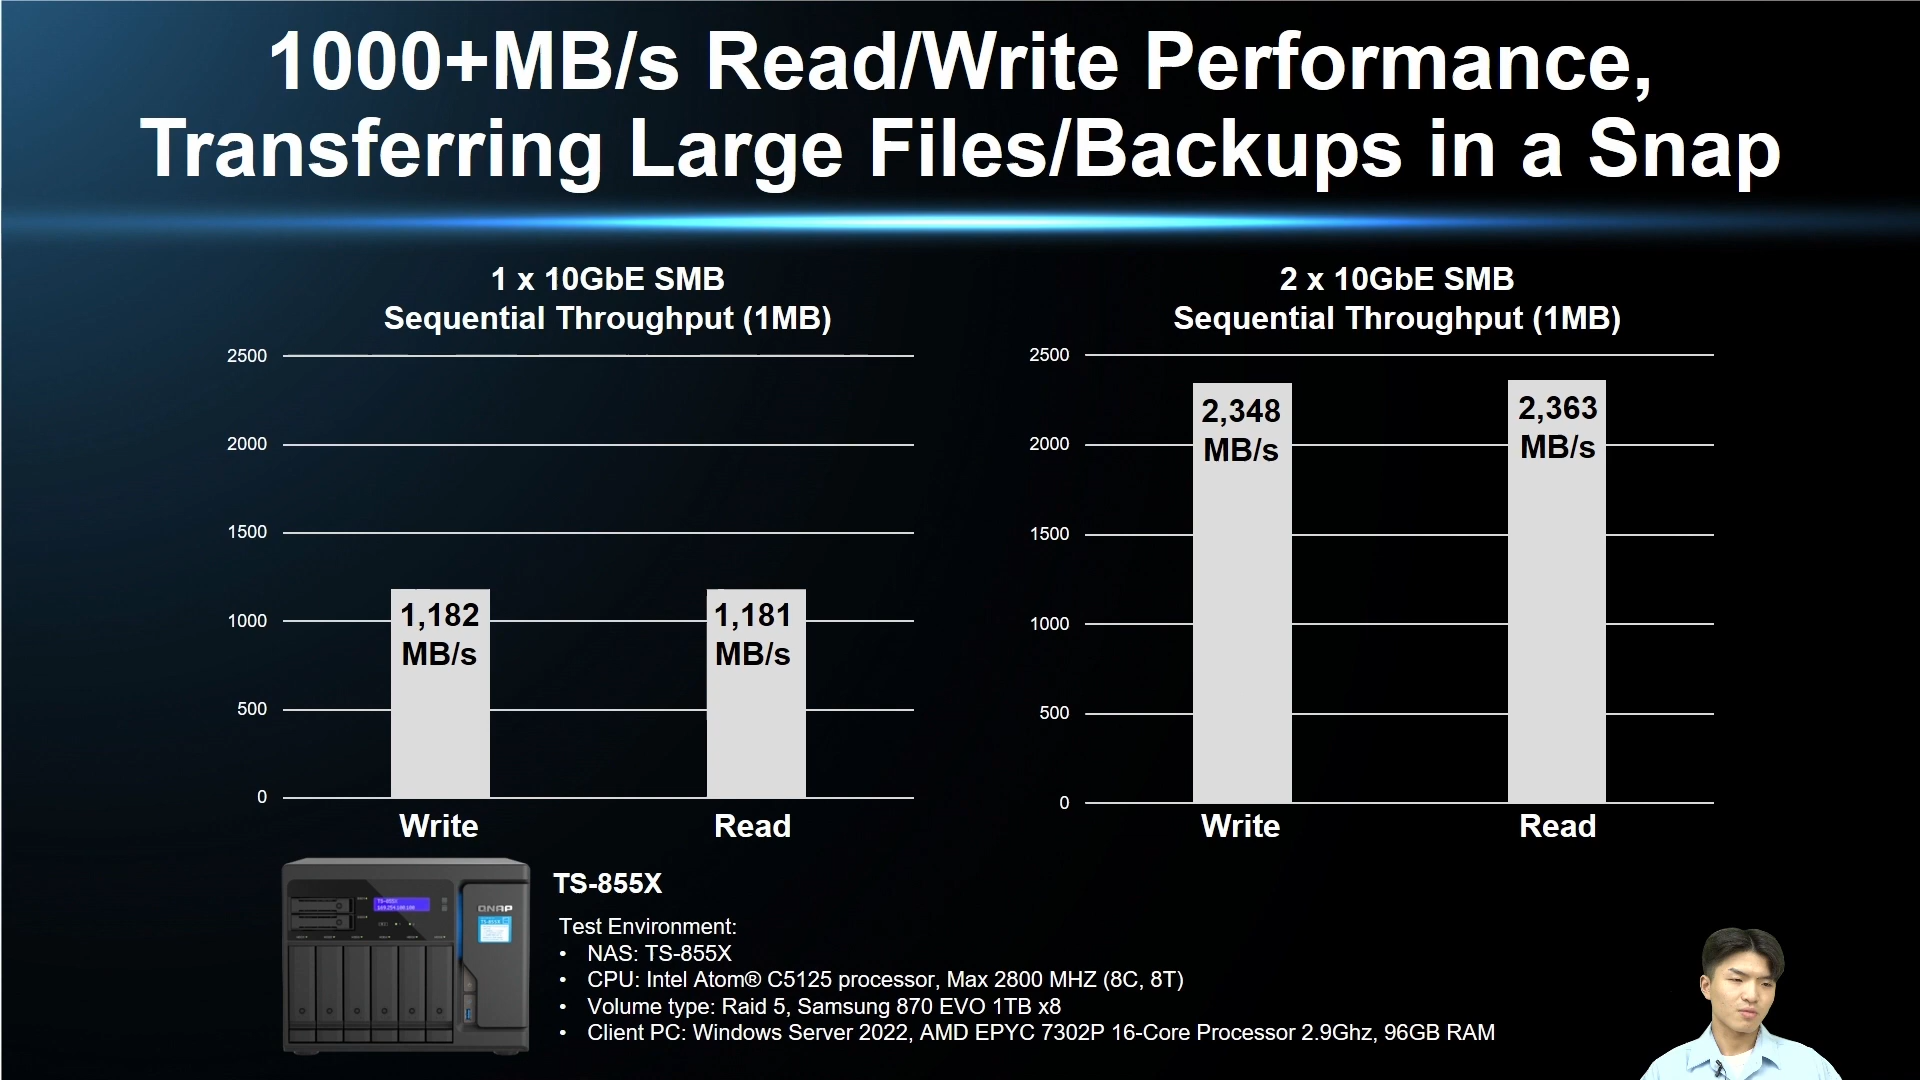 1000+MB/s Read/Write Performance,
Transferring Large Files/Backups in a Snap
1 x 10GbE SMB
Sequential Throughput (1MB)
2500
2000
1500
1000
500
0
1,182
MB/s
1,181
MB/s
Write
Read
2 x 10GbE SMB
Sequential Throughput (1MB)
2500
2000
1500
1000
500
0
2,348
MB/s
2,363
MB/s
Write
Read
QNAP
TS-855X
TS-855X
Test Environment:
• NAS: TS-855X
• CPU: Intel Atom® C5125 processor, Max 2800 MHZ (8C, 8T)
• Volume type: Raid 5, Samsung 870 EVO 1TB x8
• Client PC: Windows Server 2022, AMD EPYC 7302P 16-Core Processor 2.9Ghz, 96GB RAM